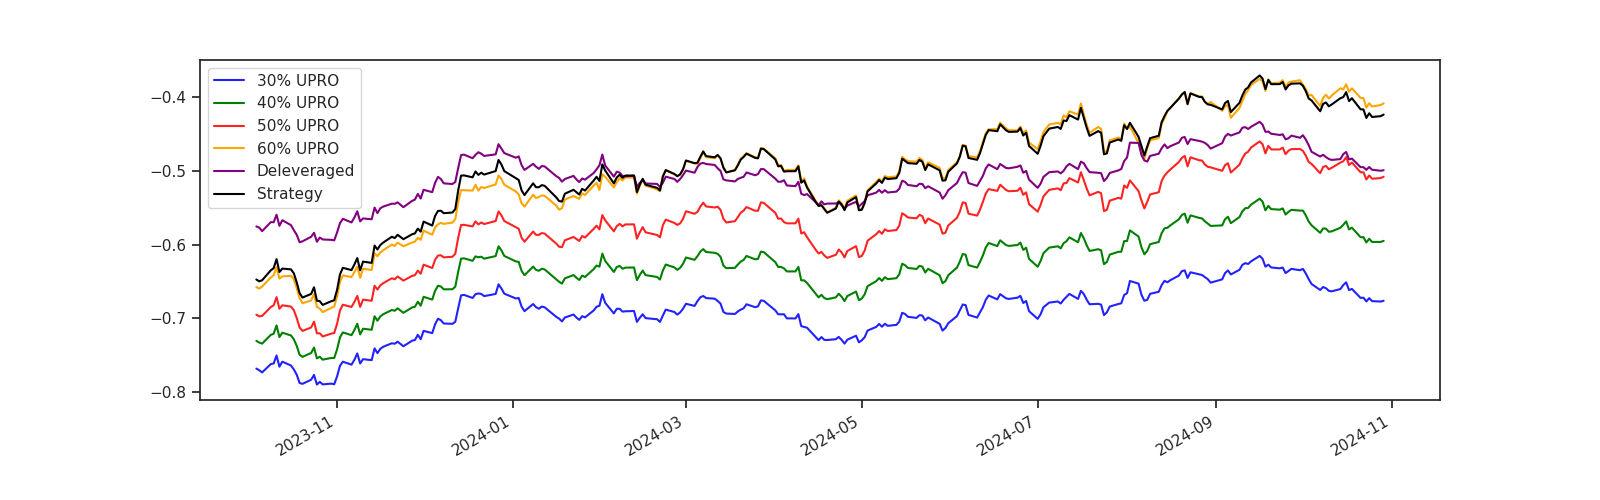 30% UPRO
40% UPRO
50% UPRO
60% UPRO
Deleveraged
Strategy
−0.4
−0.5
−0.6
−0.7
−0.8
2023-11
2024-01
2024-03
2024-05
2024-07
2024-09
2024-11